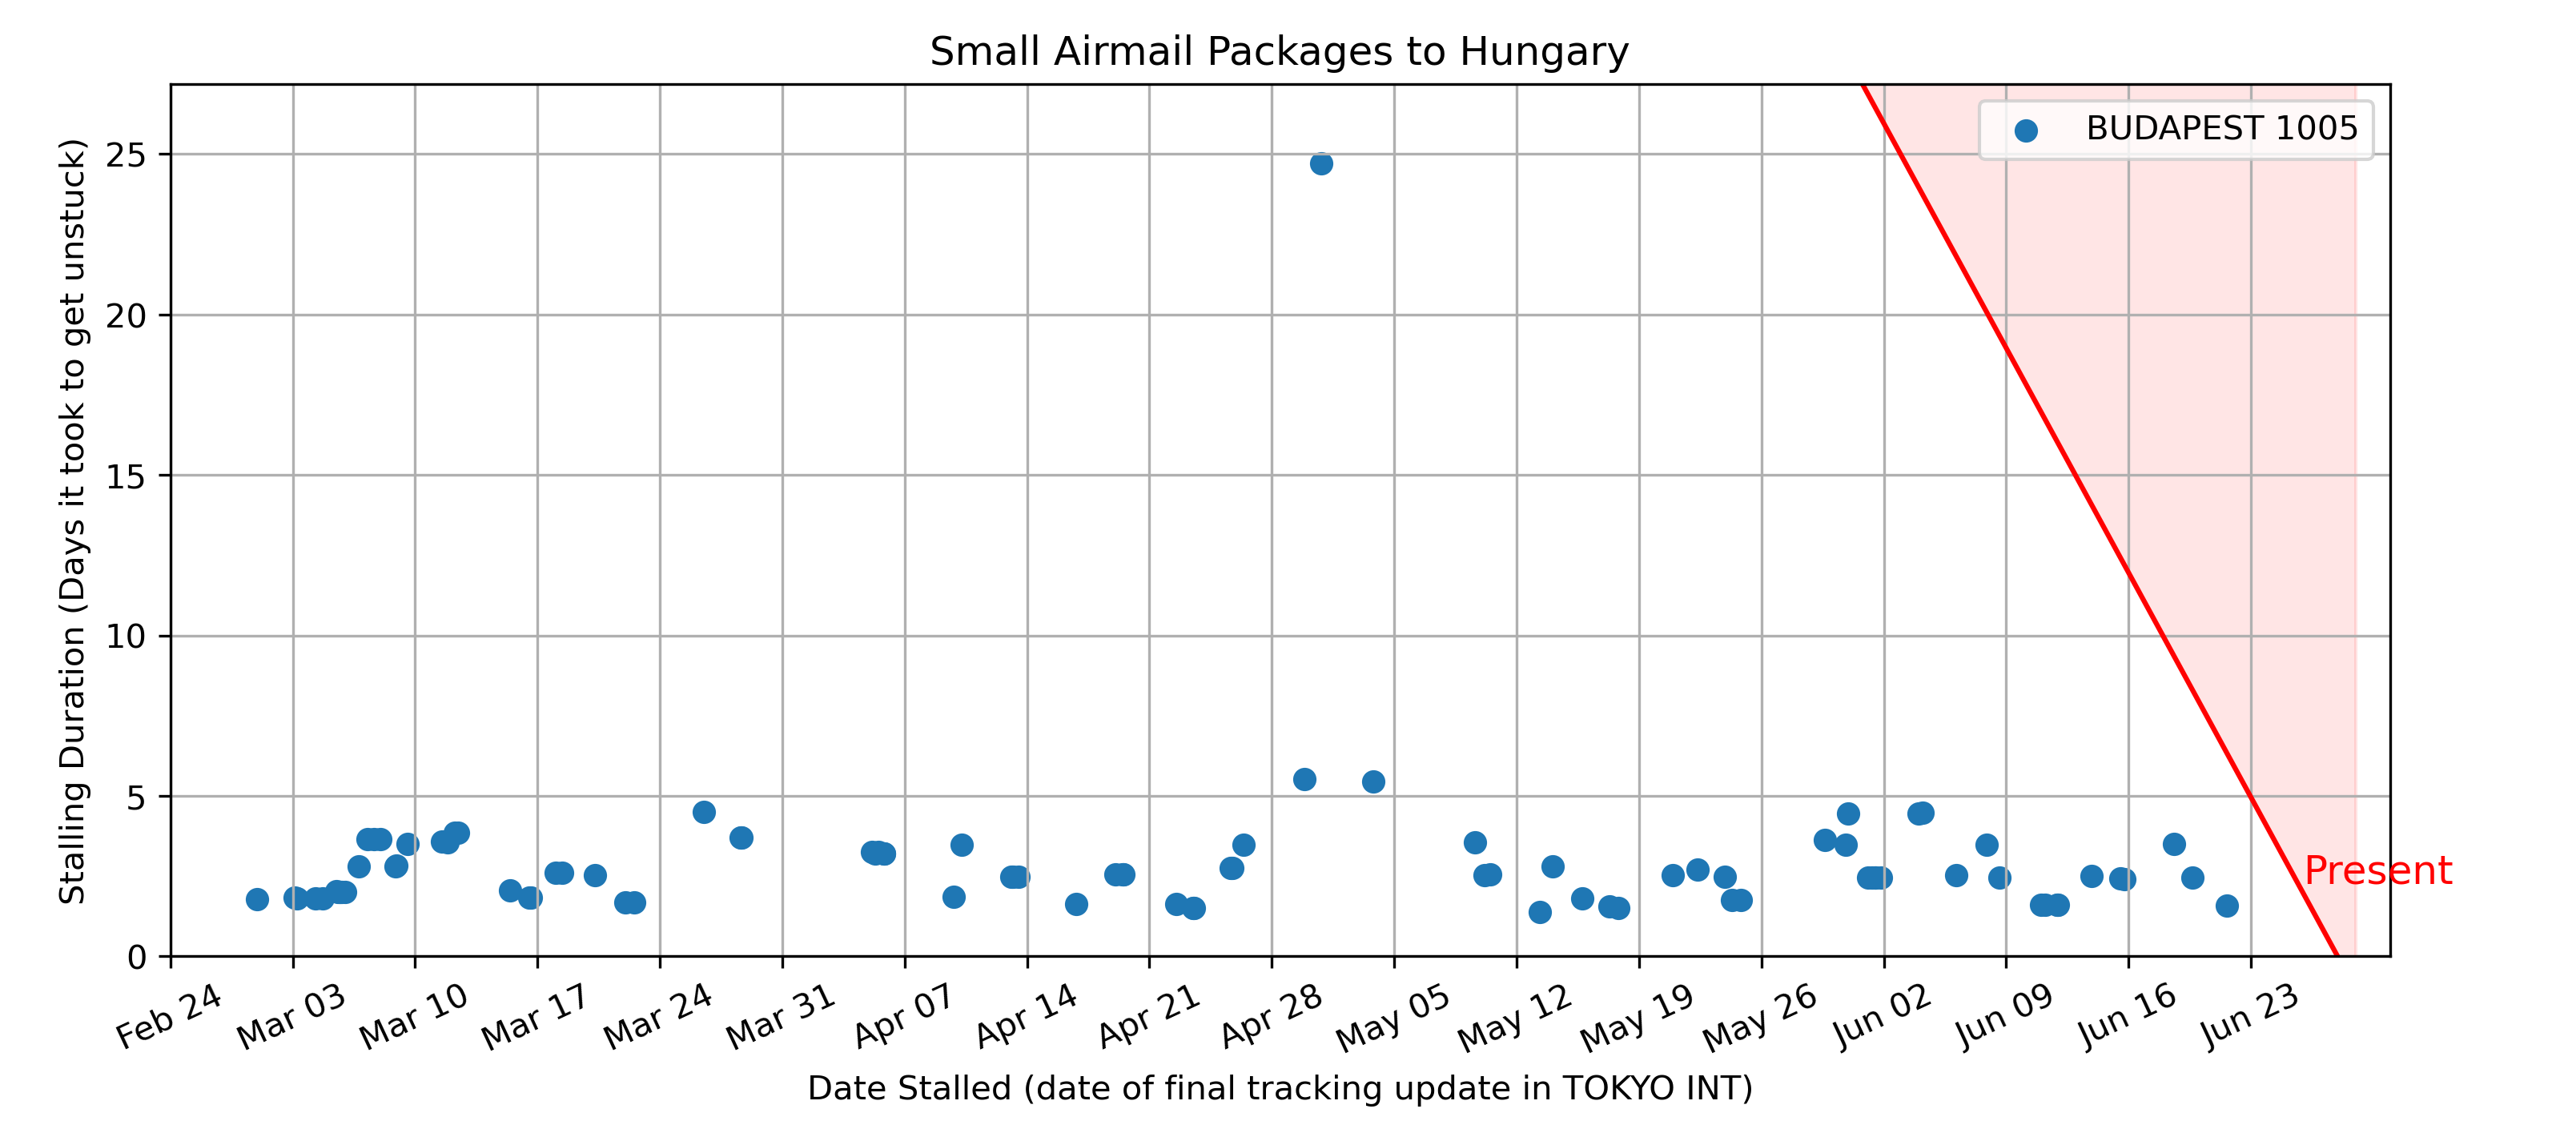 Small Airmail Packages to Hungary
BUDAPEST 1005
Stalling Duration (Days it took to get unstuck)
25
20
15
10
5
0
Present
Feb 24
Mar 03
Mar 10
Mar 17
Mar 24
Mar 31
Apr 07
Apr 14
Apr 21
Apr 28
May 05
May 12
May 19
May 26
Jun 02
Jun 09
Jun 16
Jun 23
Date Stalled (date of final tracking update in TOKYO INT)